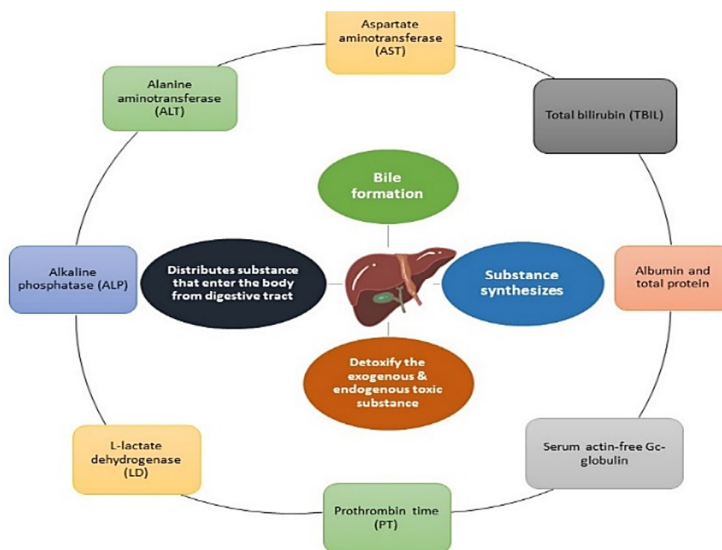 Aspartate
aminotransferase
(AST)
Alanine
aminotransferase
(ALT)
Total bilirubin (TBIL)
Bile
formation
Alkaline
phosphatase (ALP)
Distributes substance
that enter the body
from digestive tract
Substance
synthesizes
Albumin and
total protein
Detoxify the
exogenous &
endogenous toxic
substance
L-lactate
dehydrogenase
(LD)
Serum actin-free Gc-
globulin
Prothrombin time
(PT)